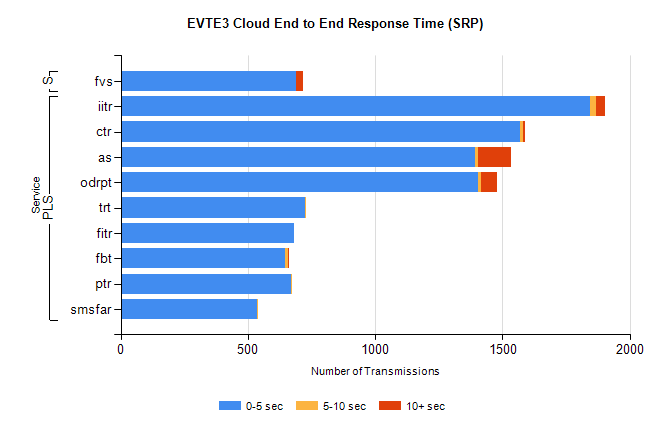 EVTE3 Cloud End to End Response Time (SRP)
S
fvs
iitr
ctr
as
odrpt
Service
PLS
trt
fitr
fbt
ptr
smsfar
0 500 1000 1500 2000
Number of Transmissions
0-5 sec 5-10 sec 10+ sec